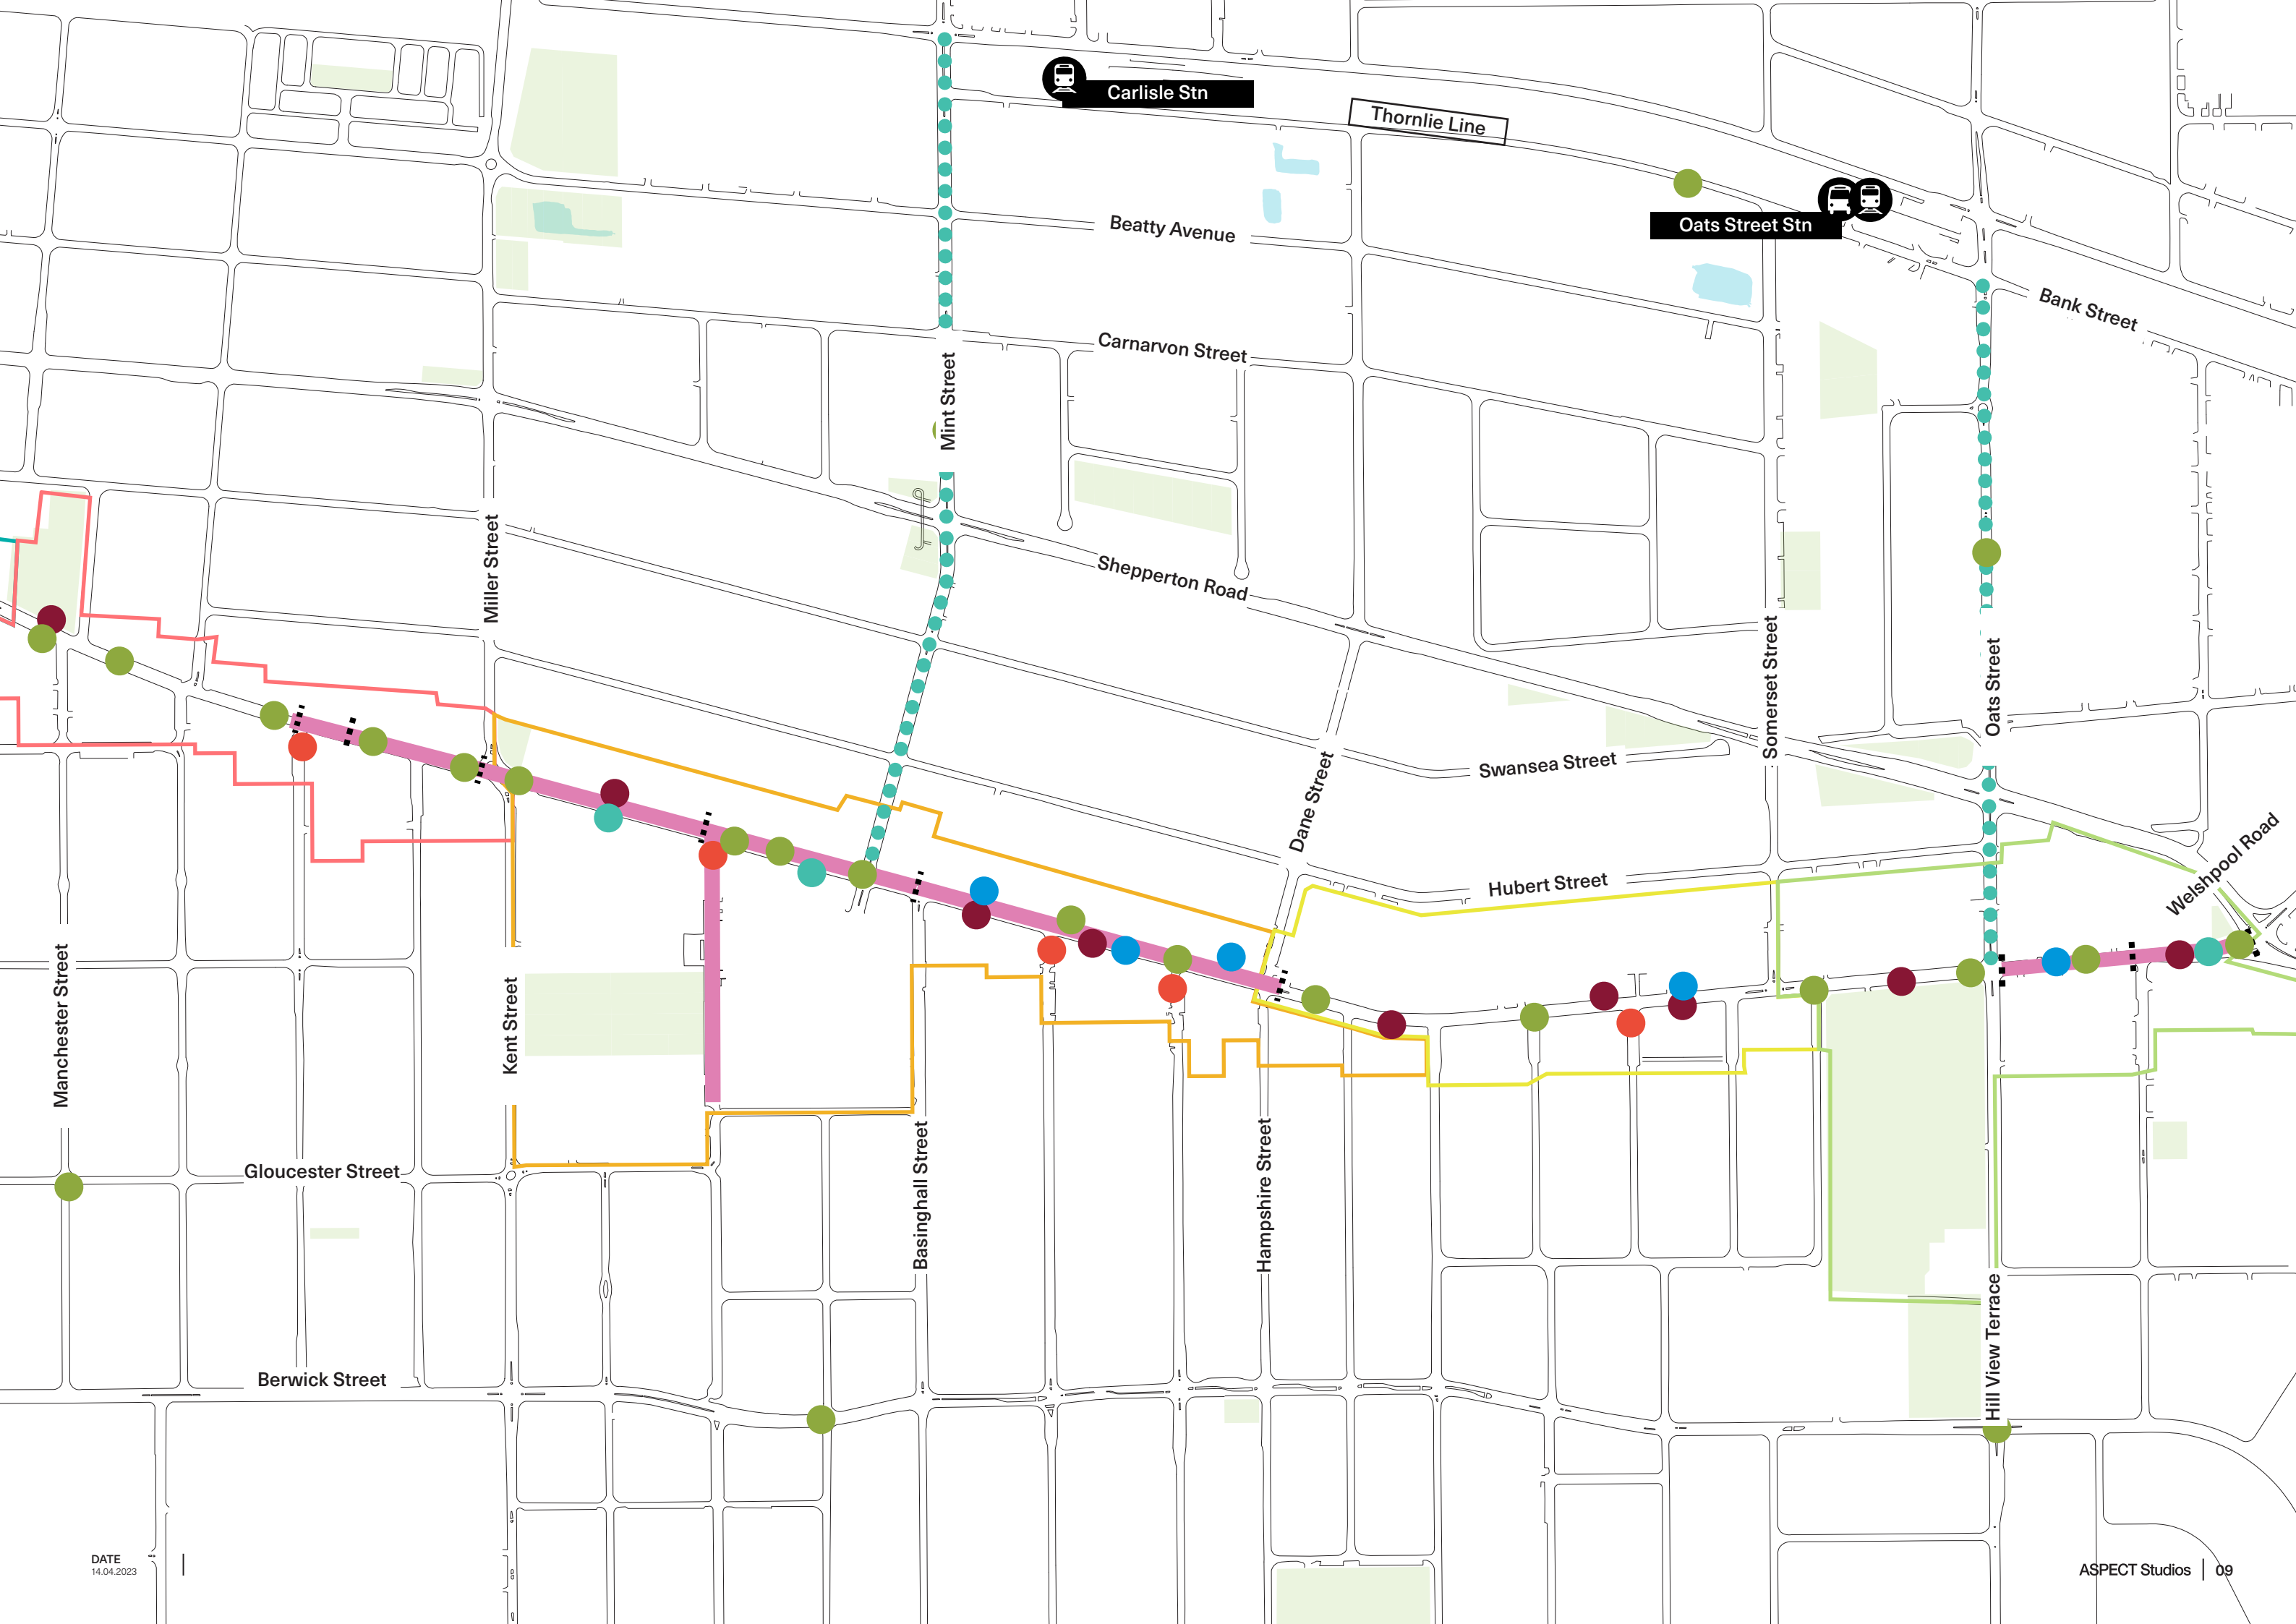 Carlisle Stn
Thornlie Line
Oats Street Stn
Beatty Avenue
Bank Street
Carnarvon Street
Mint Street
Miller Street
Shepperton Road
Somerset Street
Oats Street
Dane Street
Swansea Street
Hubert Street
Welshpool Road
Manchester Street
Kent Street
Gloucester Street
Basinghall Street
Hampshire Street
Hill View Terrace
Berwick Street
DATE
14.04.2023
ASPECT Studios | 09